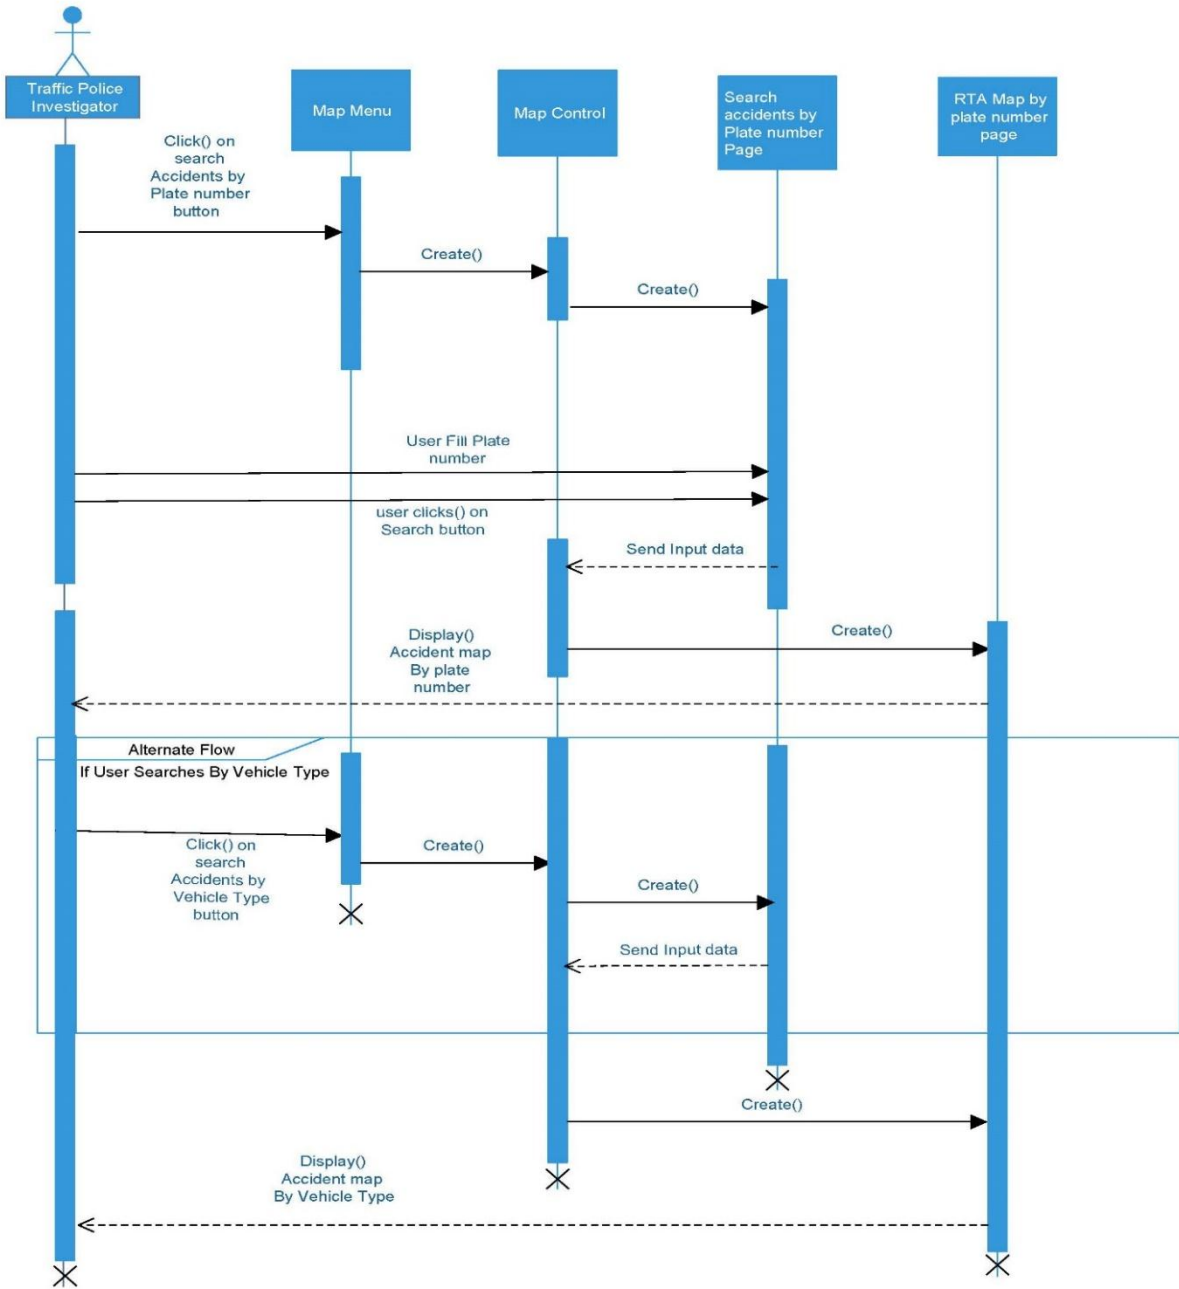 Traffic Police
Investigator
Map Menu
Map Control
Search
accidents by
Plate number
Page
RTA Map by
plate number
page
Click() on
search
Accidents by
Plate number
button
Create()
Create()
User Fill Plate
number
user clicks() on
Search button
Send Input data
Create()
Display()
Accident map
By plate
number
Alternate Flow
If User Searches By Vehicle Type
Click() on
search
Accidents by
Vehicle Type
button
Create()
Create()
Send Input data
Create()
Display()
Accident map
By Vehicle Type